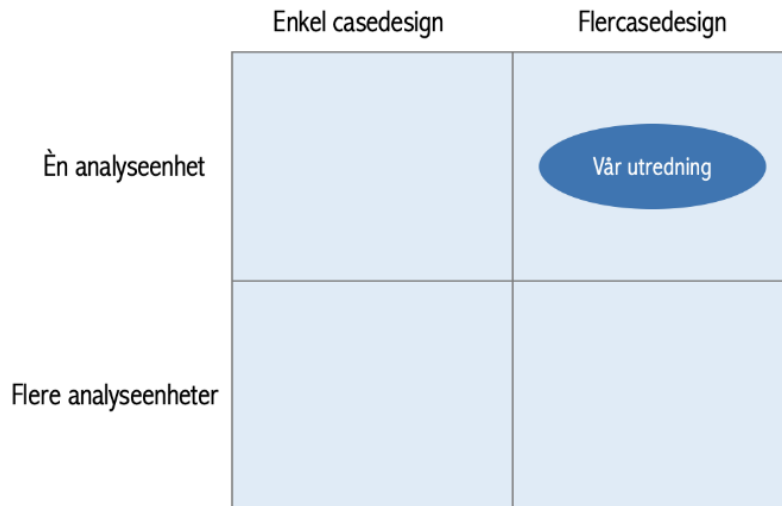 Enkel casedesign
Flercasedesign
Èn analyseenhet
Vår utredning
Flere analyseenheter